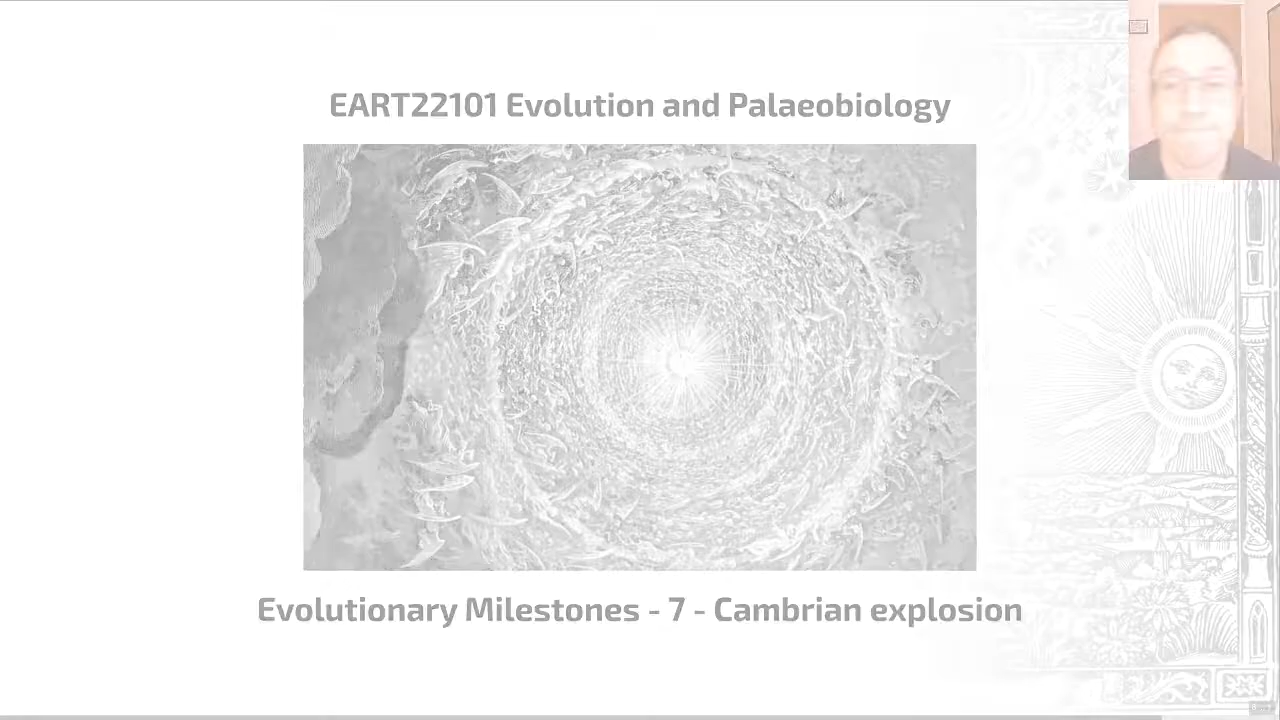 EART22101 Evolution and Palaeobiology
Evolutionary Milestones - 7 - Cambrian explosion